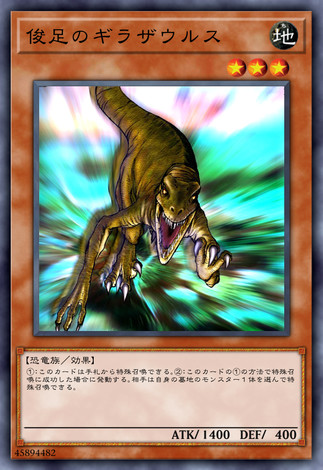 俊足のギラザウルス
地
【恐竜族／効果】
①:このカードは手札から特殊召喚できる。②:このカードの①の方法で特殊召
喚に成功した場合に発動する。相手は自身の墓地のモンスター１体を選んで特
殊召喚できる。
ATK/ 1400 DEF/ 400
45894482